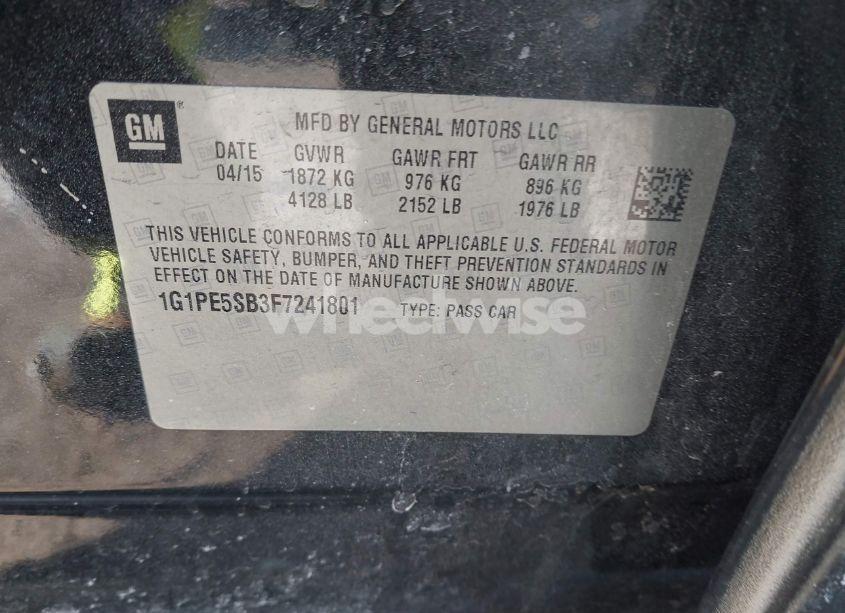 GM
MFD BY GENERAL MOTORS LLC
DATE GVWR GAWR FRT GAWR RR
04/15 1872 KG 976 KG 896 KG
4128 LB 2152 LB 1976 LB
THIS VEHICLE CONFORMS TO ALL APPLICABLE U.S. FEDERAL MOTOR
VEHICLE SAFETY, BUMPER, AND THEFT PREVENTION STANDARDS IN
EFFECT ON THE DATE OF MANUFACTURE SHOWN ABOVE.
1G1PE5SB3F7241801 TYPE: PASS CAR
wheelwise